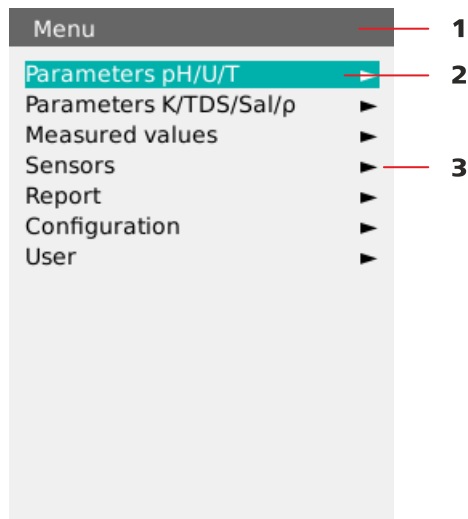 Menu 1
Parameters pH/U/T 2
Parameters K/TDS/Sal/ρ
Measured values
Sensors 3
Report
Configuration
User